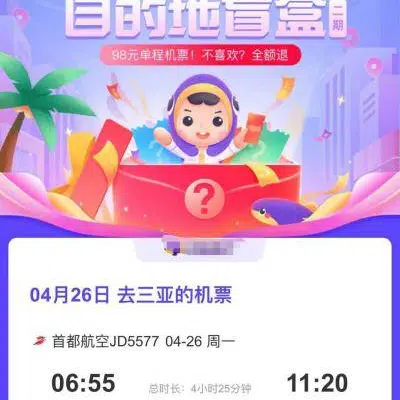 目的地盲盒 二期
98元单程机票！不喜欢？全额退
?
04月26日 去三亚的机票
首都航空JD5577 04-26 周一
06:55 总时长：4小时25分钟 11:20